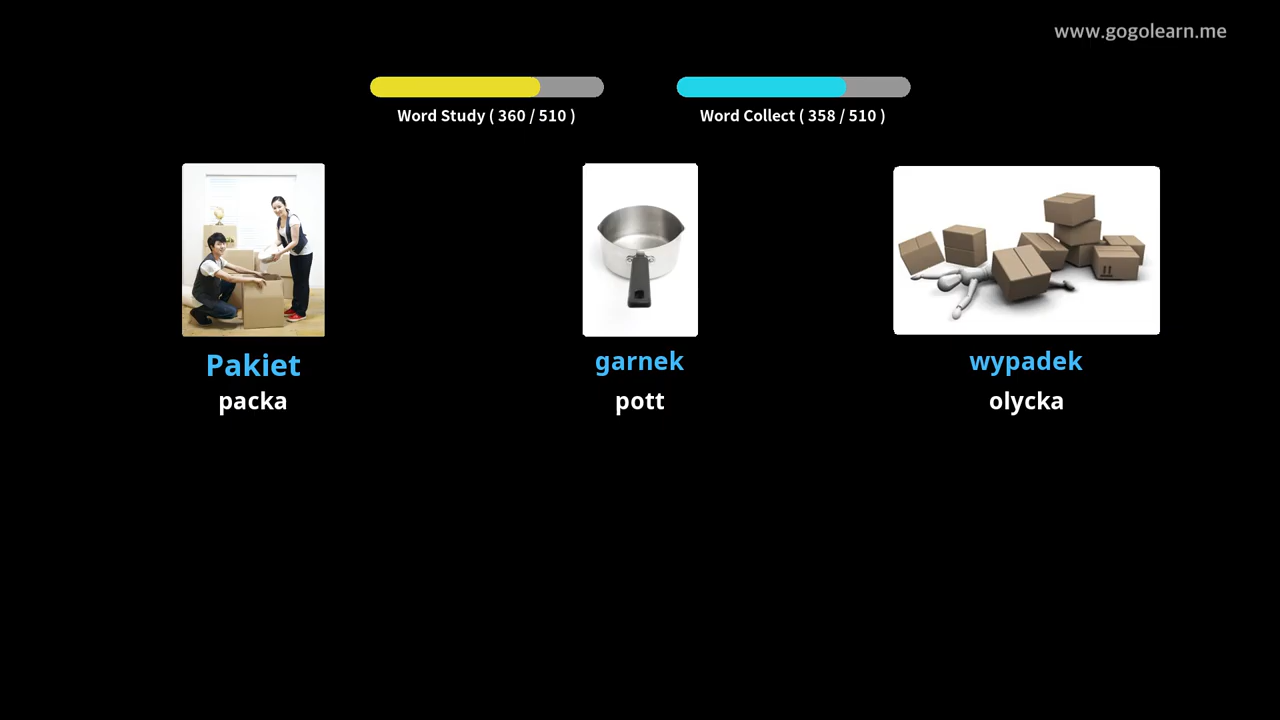 www.gogolearn.me
Word Study ( 360 / 510 )
Word Collect ( 358 / 510 )
Pakiet
packa
garnek
pott
wypadek
olycka